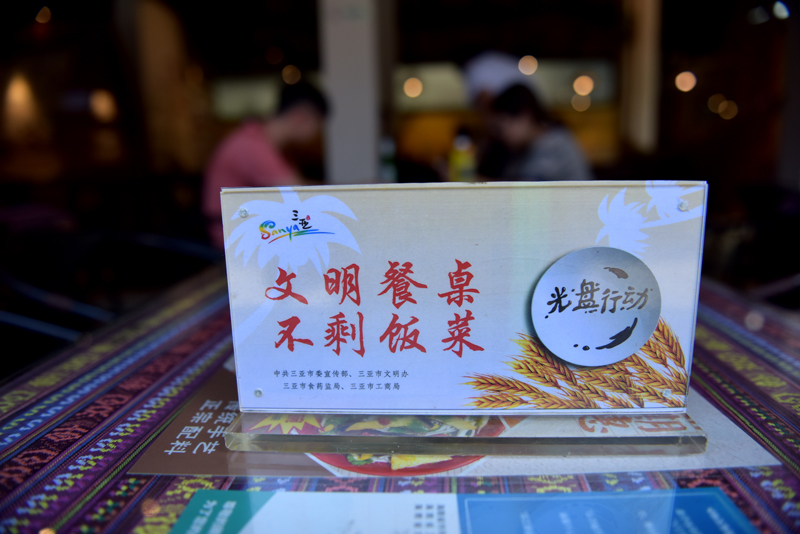 三亚
Sanya
文明餐桌
不剩饭菜
光盘行动
中共三亚市委宣传部、三亚市文明办
三亚市食药监局、三亚市工商局